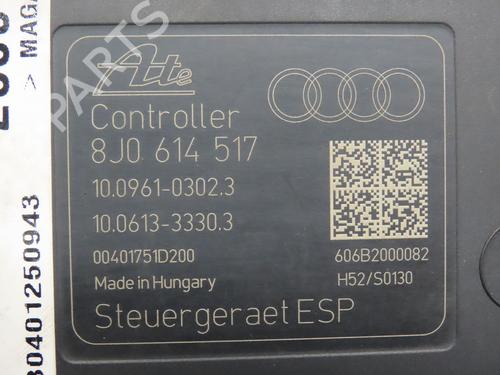 Ate
Controller
8J0 614 517
10.0961-0302.3
10.0613-3330.3
00401751D200
606B2000082
Made in Hungary
H52/S0130
Steuergeraet ESP
PARTS
> MAGA
30401250943